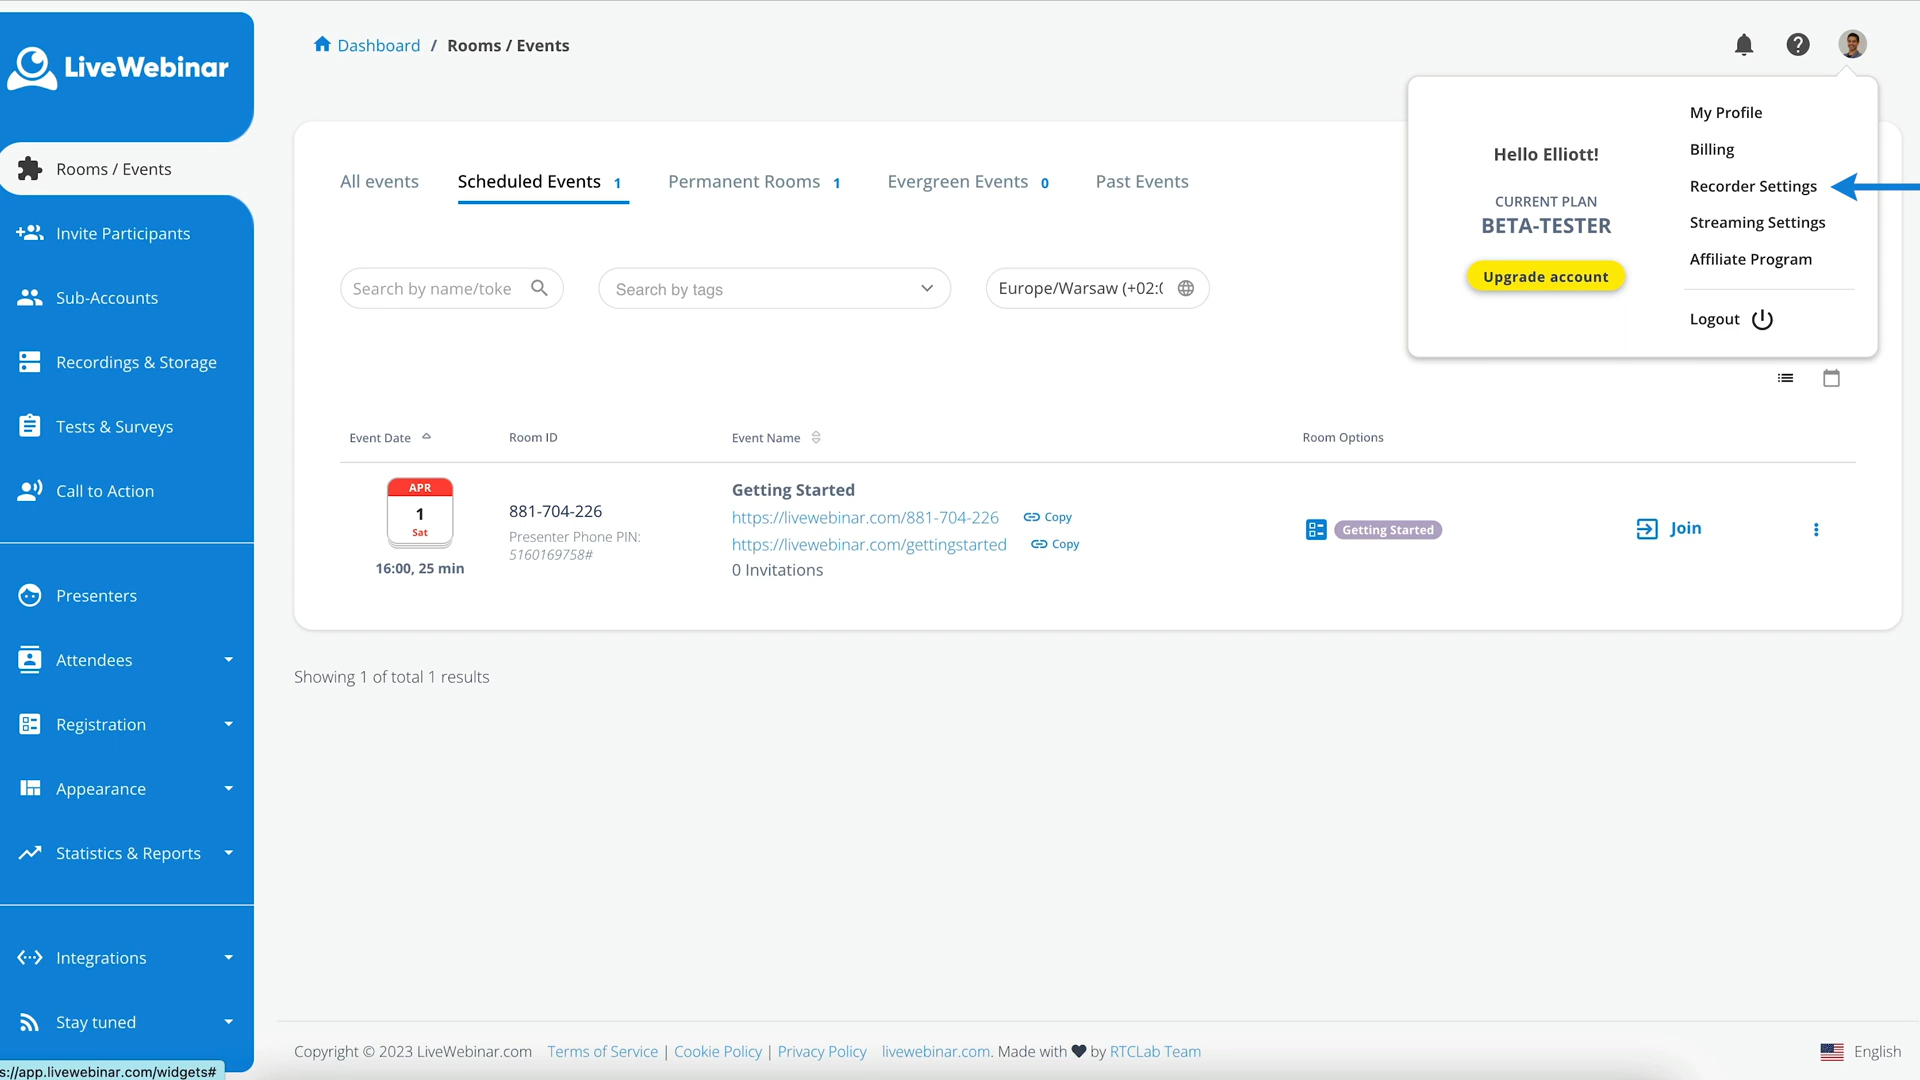 LiveWebinar
Dashboard / Rooms / Events
My Profile
Billing
Recorder Settings
Streaming Settings
Affiliate Program
Logout
Hello Elliott!
CURRENT PLAN
BETA-TESTER
Upgrade account
Rooms / Events
Invite Participants
Sub-Accounts
Recordings & Storage
Tests & Surveys
Call to Action
Presenters
Attendees
Registration
Appearance
Statistics & Reports
Integrations
Stay tuned
s://app.livewebinar.com/widgets#
All events Scheduled Events 1 Permanent Rooms 1 Evergreen Events 0 Past Events
Search by name/toke Search by tags Europe/Warsaw (+02:0
Event Date Room ID Event Name Room Options
APR
1
Sat
16:00, 25 min
881-704-226
Presenter Phone PIN:
5160169758#
Getting Started
https://livewebinar.com/881-704-226 Copy
https://livewebinar.com/gettingstarted Copy
0 Invitations
Getting Started
Join
Showing 1 of total 1 results
Copyright © 2023 LiveWebinar.com Terms of Service | Cookie Policy | Privacy Policy livewebinar.com. Made with 🖤 by RTCLab Team
English